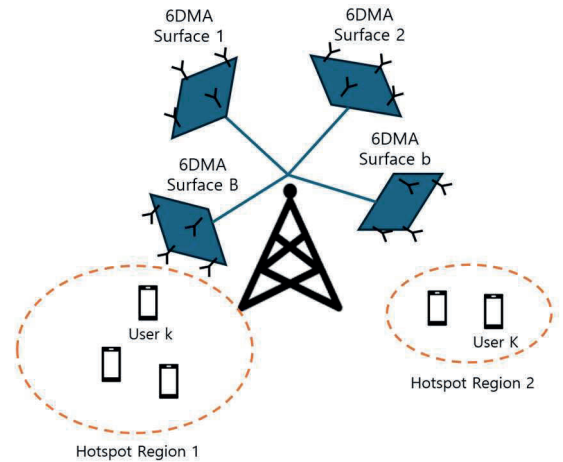 6DMA
Surface 1
6DMA
Surface 2
6DMA
Surface B
6DMA
Surface b
User k
User K
Hotspot Region 2
Hotspot Region 1